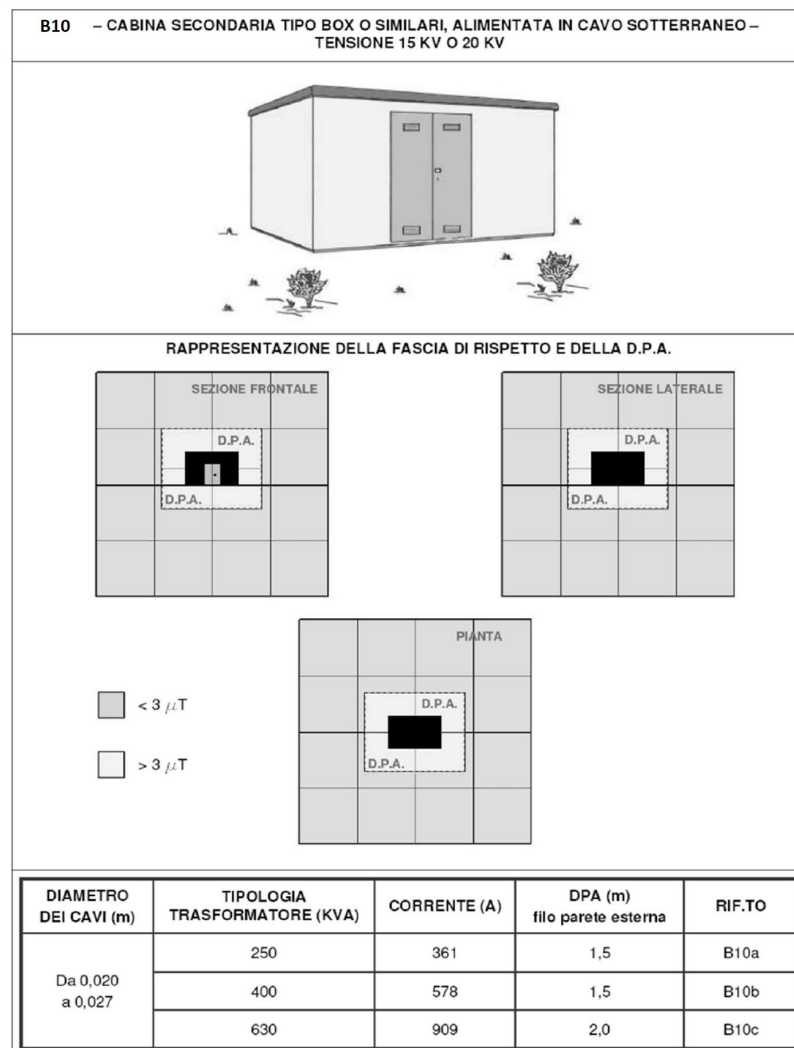 B10 – CABINA SECONDARIA TIPO BOX O SIMILARI, ALIMENTATA IN CAVO SOTTERRANEO –
TENSIONE 15 KV O 20 KV
RAPPRESENTAZIONE DELLA FASCIA DI RISPETTO E DELLA D.P.A.
SEZIONE FRONTALE
D.P.A.
D.P.A.
SEZIONE LATERALE
D.P.A.
D.P.A.
PIANTA
D.P.A.
D.P.A.
< 3 μT
> 3 μT
DIAMETRO
DEI CAVI (m)
TIPOLOGIA
TRASFORMATORE (KVA)
CORRENTE (A)
DPA (m)
filo parete esterna
RIF.TO
Da 0,020
a 0,027
250 361 1,5 B10a
400 578 1,5 B10b
630 909 2,0 B10c